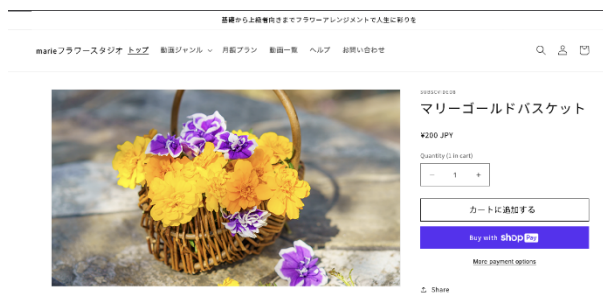 基礎から上級者向きまでフラワーアレンジメントで人生に彩りを
marieフラワースタジオ トップ 動画ジャンル 月額プラン 動画一覧 ヘルプ お問い合わせ
マリーゴールドバスケット
¥200 JPY
Quantity (1 in cart)
− 1 +
カートに追加する
Buy with shop Pay
More payment options
Share